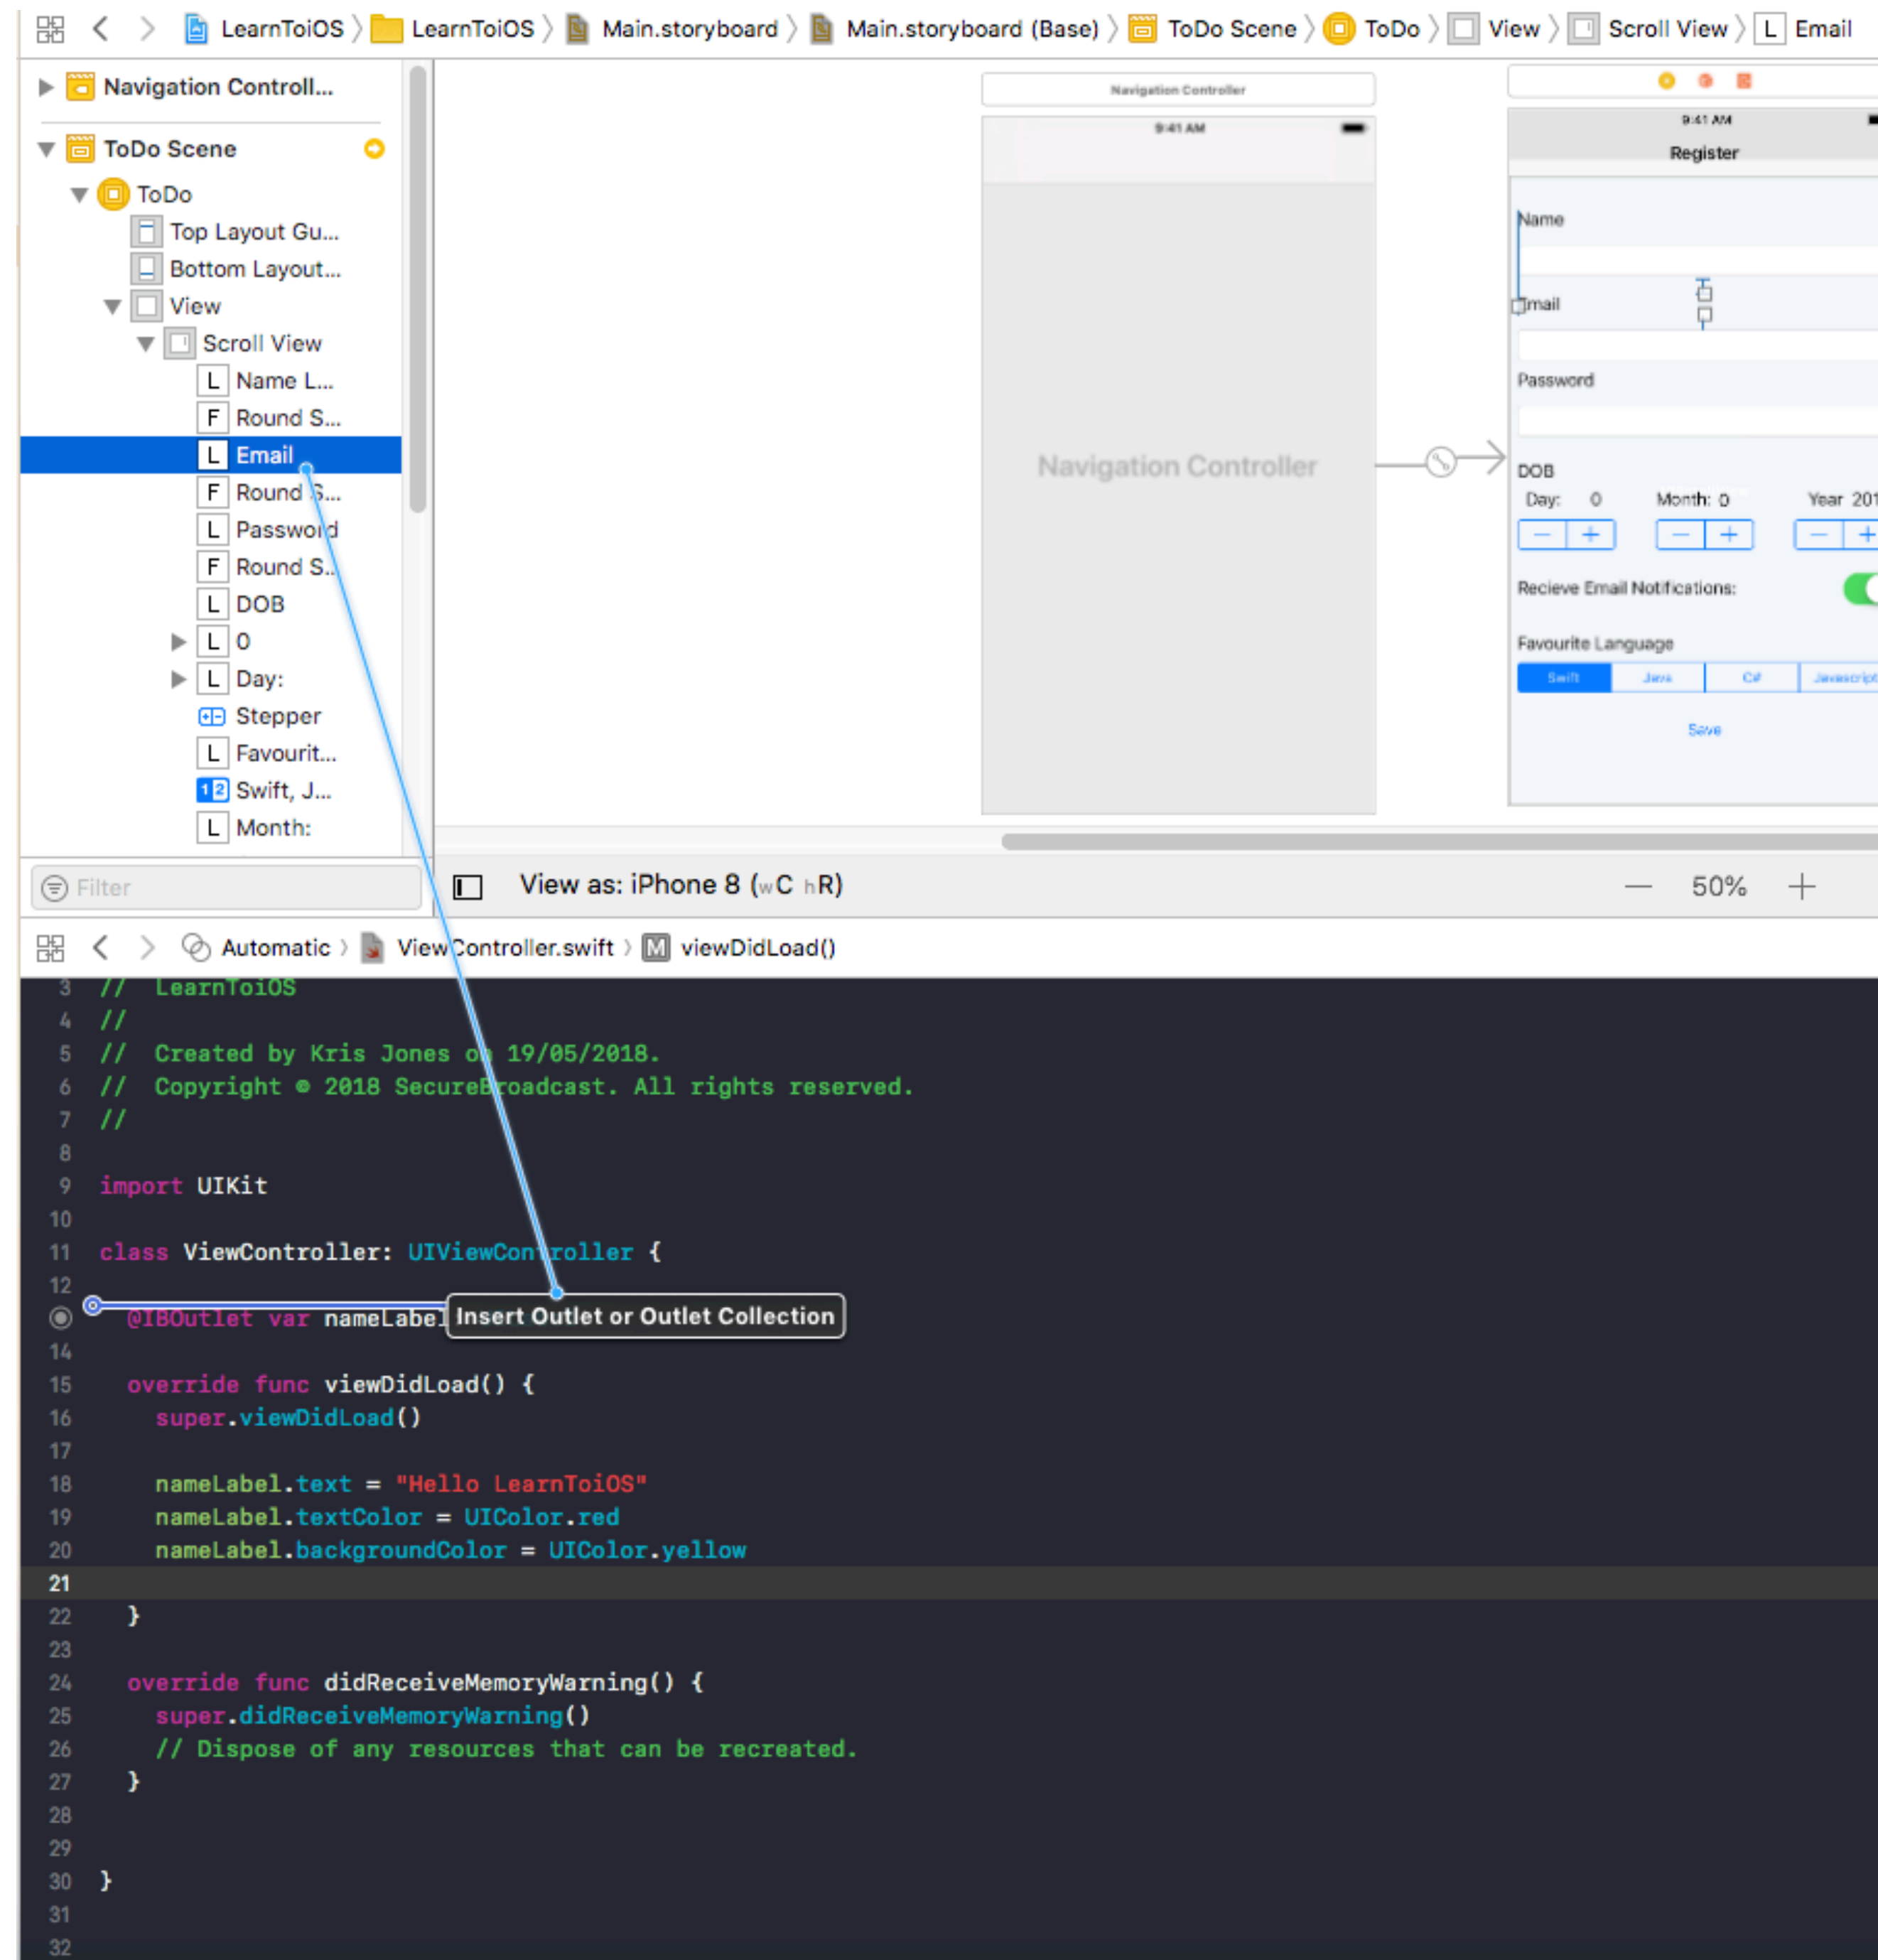 LearnToiOS LearnToiOS Main.storyboard Main.storyboard (Base) ToDo Scene ToDo View Scroll View L Email
Navigation Controll...
ToDo Scene
ToDo
Top Layout Gu...
Bottom Layout...
View
Scroll View
L Name L...
F Round S...
L Email
F Round S...
L Password
F Round S...
L DOB
L 0
L Day:
Stepper
L Favourit...
1 2 Swift, J...
L Month:
Filter
Navigation Controller
9:41 AM
Navigation Controller
9:41 AM
Register
Name
Email
Password
DOB
Day: 0 Month: 0 Year 201
Recieve Email Notifications:
Favourite Language
Swift Java C# Javascript
Save
View as: iPhone 8 (wC hR)
— 50% +
Automatic ViewController.swift M viewDidLoad()
3 // LearnToiOS
4 //
5 // Created by Kris Jones on 19/05/2018.
6 // Copyright © 2018 SecureBroadcast. All rights reserved.
7 //
8
9 import UIKit
10
11 class ViewController: UIViewController {
12
@IBOutlet var nameLabel Insert Outlet or Outlet Collection
14
15 override func viewDidLoad() {
16 super.viewDidLoad()
17
18 nameLabel.text = "Hello LearnToiOS"
19 nameLabel.textColor = UIColor.red
20 nameLabel.backgroundColor = UIColor.yellow
21
22 }
23
24 override func didReceiveMemoryWarning() {
25 super.didReceiveMemoryWarning()
26 // Dispose of any resources that can be recreated.
27 }
28
29
30 }
31
32